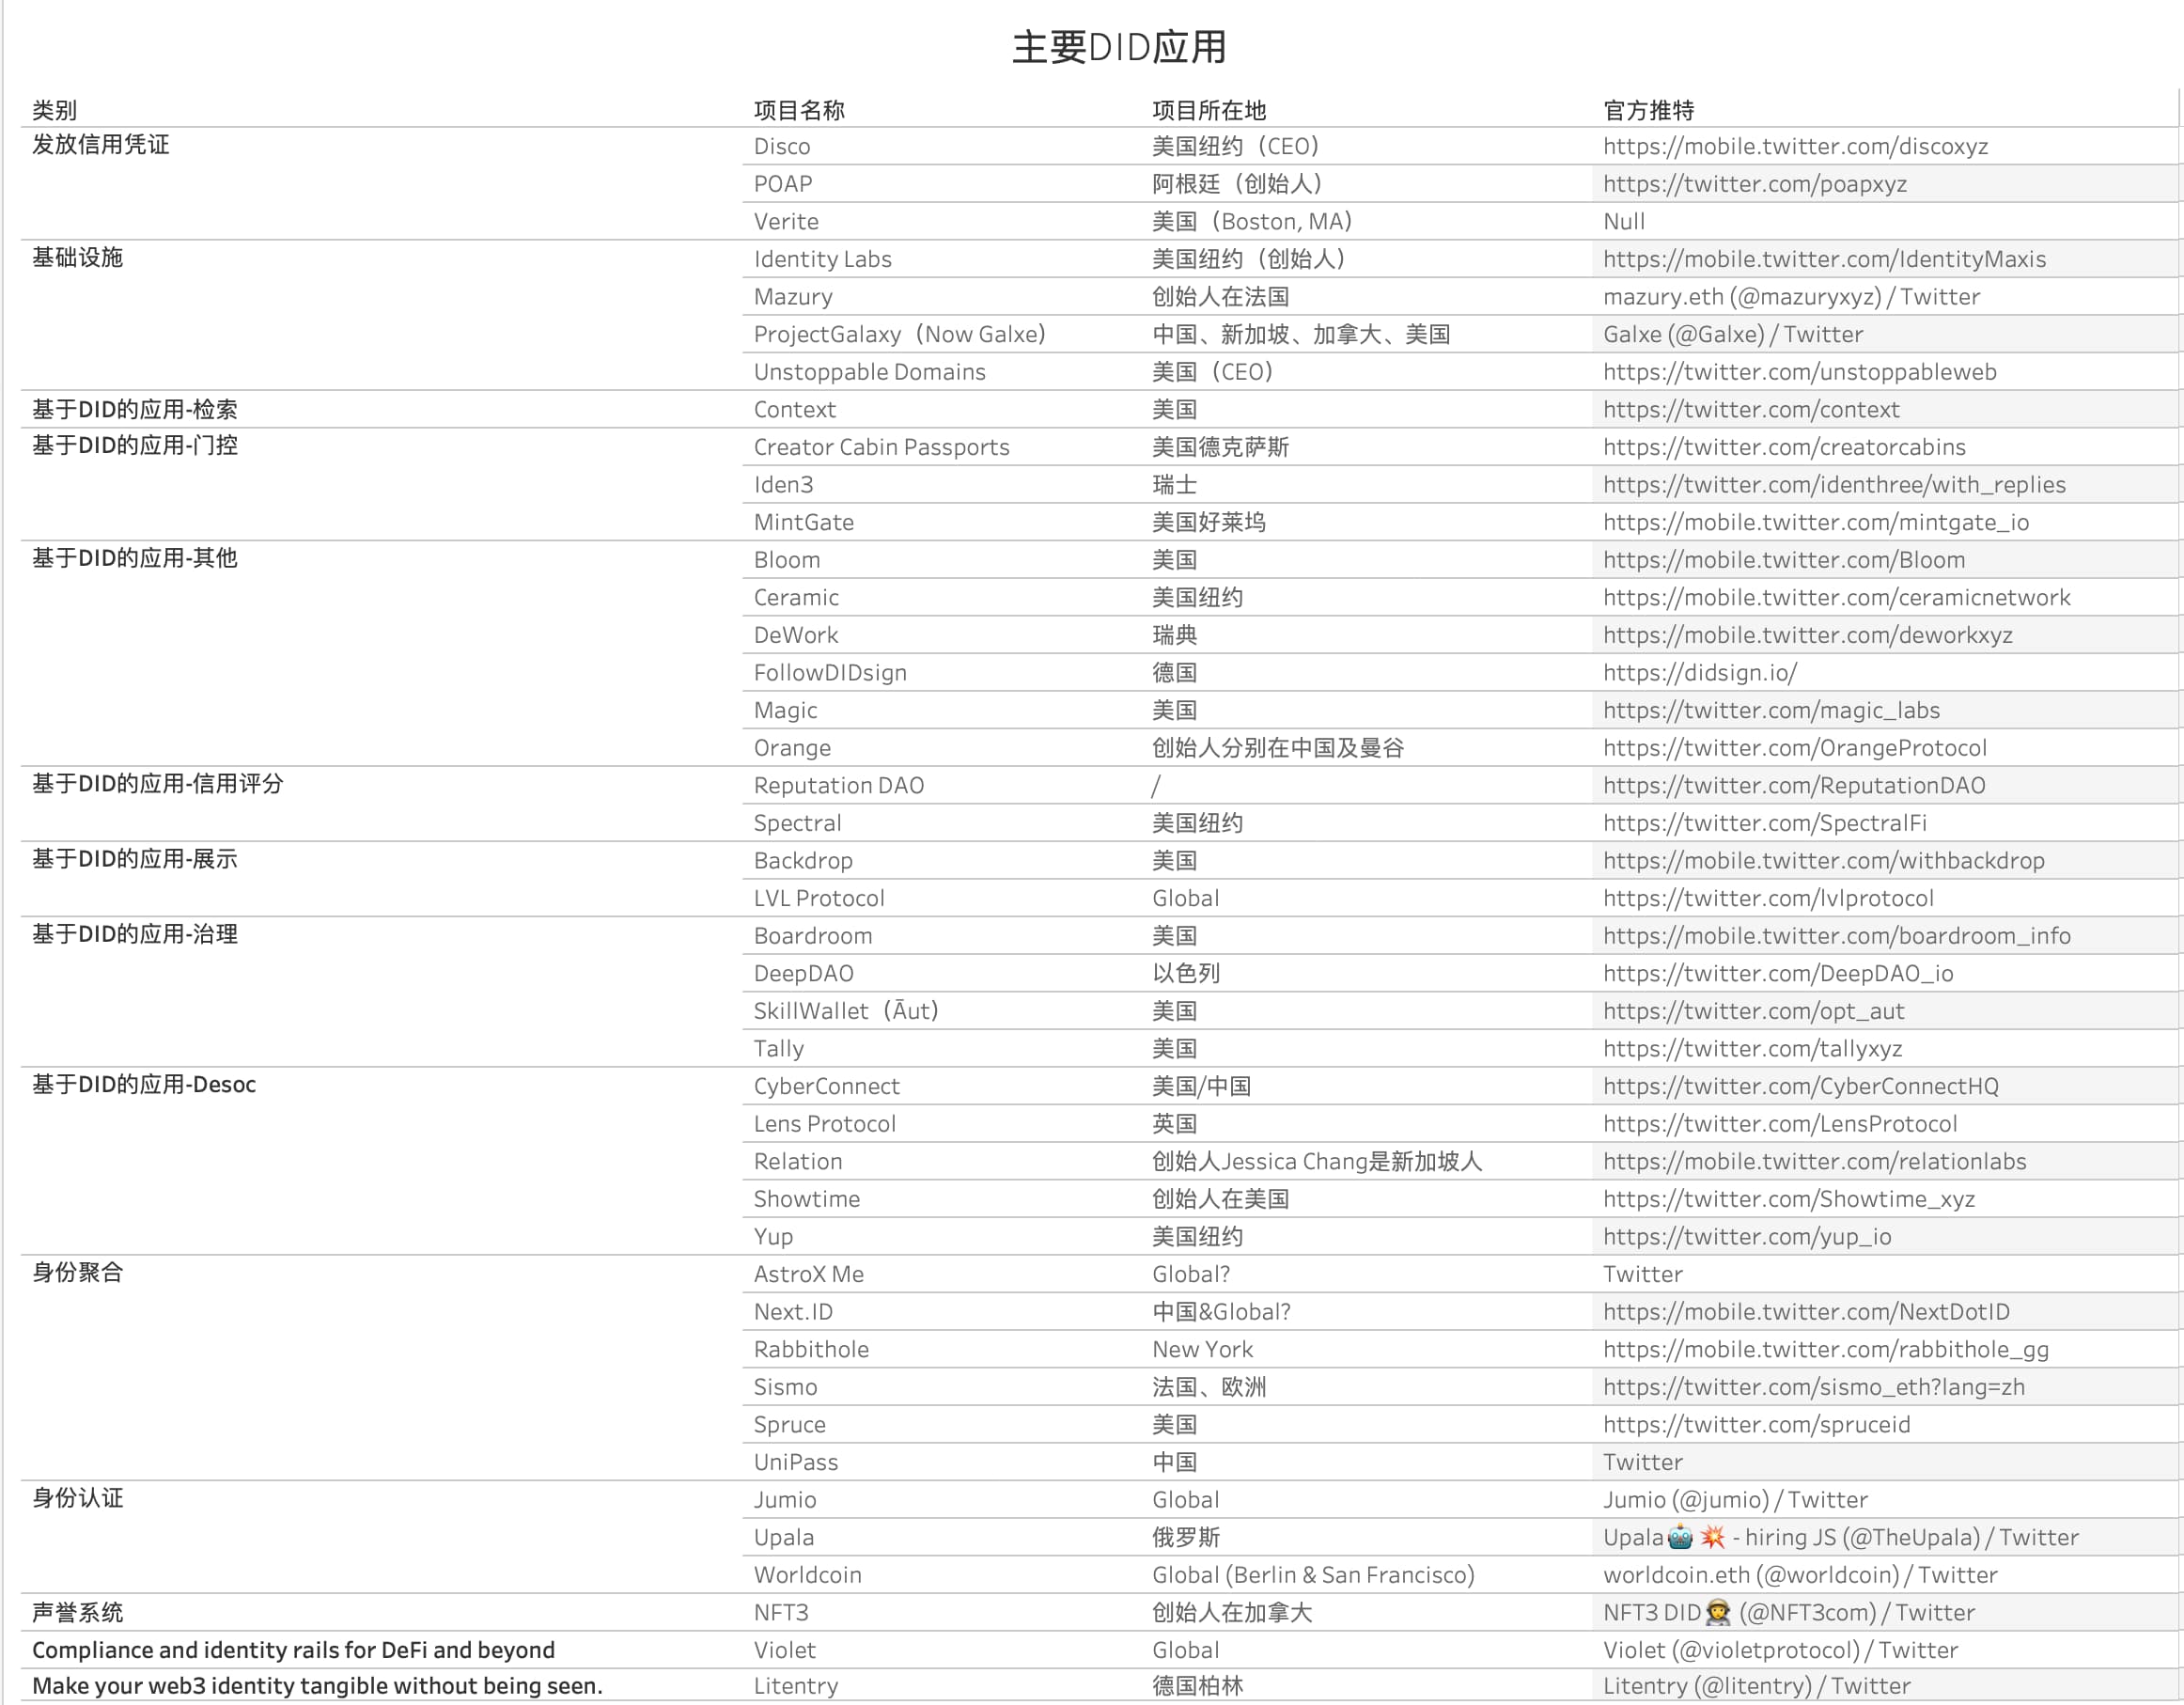 主要DID应用
类别 项目名称 项目所在地 官方推特
发放信用凭证 Disco 美国纽约（CEO） https://mobile.twitter.com/discoxyz
POAP 阿根廷（创始人） https://twitter.com/poapxyz
Verite 美国（Boston, MA） Null
基础设施 Identity Labs 美国纽约（创始人） https://mobile.twitter.com/IdentityMaxis
Mazury 创始人在法国 mazury.eth (@mazuryxyz) / Twitter
ProjectGalaxy（Now Galxe） 中国、新加坡、加拿大、美国 Galxe (@Galxe) / Twitter
Unstoppable Domains 美国（CEO） https://twitter.com/unstoppableweb
基于DID的应用-检索 Context 美国 https://twitter.com/context
基于DID的应用-门控 Creator Cabin Passports 美国德克萨斯 https://twitter.com/creatorcabins
Iden3 瑞士 https://twitter.com/identhree/with_replies
MintGate 美国好莱坞 https://mobile.twitter.com/mintgate_io
基于DID的应用-其他 Bloom 美国 https://mobile.twitter.com/Bloom
Ceramic 美国纽约 https://mobile.twitter.com/ceramicnetwork
DeWork 瑞典 https://mobile.twitter.com/deworkxyz
FollowDIDsign 德国 https://didsign.io/
Magic 美国 https://twitter.com/magic_labs
Orange 创始人分别在中国及曼谷 https://twitter.com/OrangeProtocol
基于DID的应用-信用评分 Reputation DAO / https://twitter.com/ReputationDAO
Spectral 美国纽约 https://twitter.com/SpectralFi
基于DID的应用-展示 Backdrop 美国 https://mobile.twitter.com/withbackdrop
LVL Protocol Global https://twitter.com/lvlprotocol
基于DID的应用-治理 Boardroom 美国 https://mobile.twitter.com/boardroom_info
DeepDAO 以色列 https://twitter.com/DeepDAO_io
SkillWallet（Āut） 美国 https://twitter.com/opt_aut
Tally 美国 https://twitter.com/tallyxyz
基于DID的应用-Desoc CyberConnect 美国/中国 https://twitter.com/CyberConnectHQ
Lens Protocol 英国 https://twitter.com/LensProtocol
Relation 创始人Jessica Chang是新加坡人 https://mobile.twitter.com/relationlabs
Showtime 创始人在美国 https://twitter.com/Showtime_xyz
Yup 美国纽约 https://twitter.com/yup_io
身份聚合 AstroX Me Global? Twitter
Next.ID 中国&Global? https://mobile.twitter.com/NextDotID
Rabbithole New York https://mobile.twitter.com/rabbithole_gg
Sismo 法国、欧洲 https://twitter.com/sismo_eth?lang=zh
Spruce 美国 https://twitter.com/spruceid
UniPass 中国 Twitter
身份认证 Jumio Global Jumio (@jumio) / Twitter
Upala 俄罗斯 Upala🤖 💥 - hiring JS (@TheUpala) / Twitter
Worldcoin Global (Berlin & San Francisco) worldcoin.eth (@worldcoin) / Twitter
声誉系统 NFT3 创始人在加拿大 NFT3 DID🧑‍🚀 (@NFT3com) / Twitter
Compliance and identity rails for DeFi and beyond Violet Global Violet (@violetprotocol) / Twitter
Make your web3 identity tangible without being seen. Litentry 德国柏林 Litentry (@litentry) / Twitter